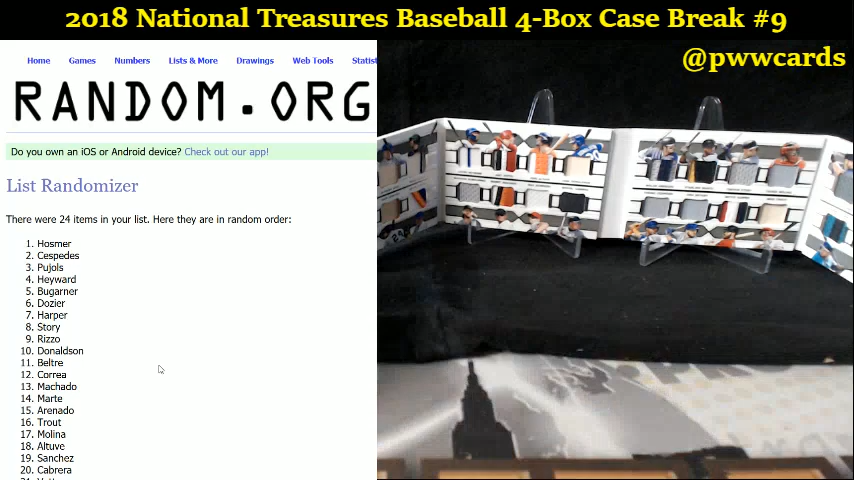 2018 National Treasures Baseball 4-Box Case Break #9
@pwwcards
Home Games Numbers Lists & More Drawings Web Tools Statist
RANDOM.ORG
Do you own an iOS or Android device? Check out our app!
List Randomizer
There were 24 items in your list. Here they are in random order:
1. Hosmer
2. Cespedes
3. Pujols
4. Heyward
5. Bugarner
6. Dozier
7. Harper
8. Story
9. Rizzo
10. Donaldson
11. Beltre
12. Correa
13. Machado
14. Marte
15. Arenado
16. Trout
17. Molina
18. Altuve
19. Sanchez
20. Cabrera